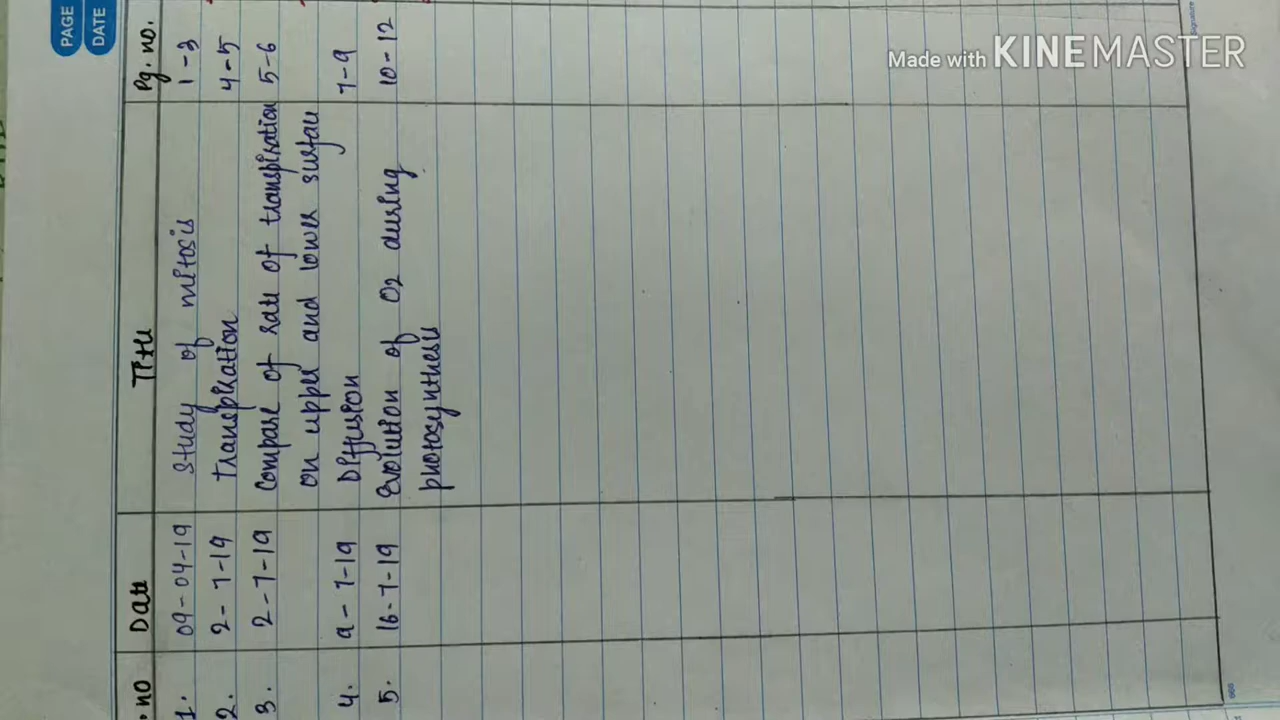 PAGE
DATE
. no Date Title Pg. no.
1. 09-04-19 Study of mitosis 1-3
2. 2-7-19 Transpiration 4-5
3. 2-7-19 Compare of rate of transpiration 5-6
on upper and lower surface
4. 9-7-19 Diffusion 7-9
5. 16-7-19 Evolution of O2 during 10-12
photosynthesis
Made with KINEMASTER